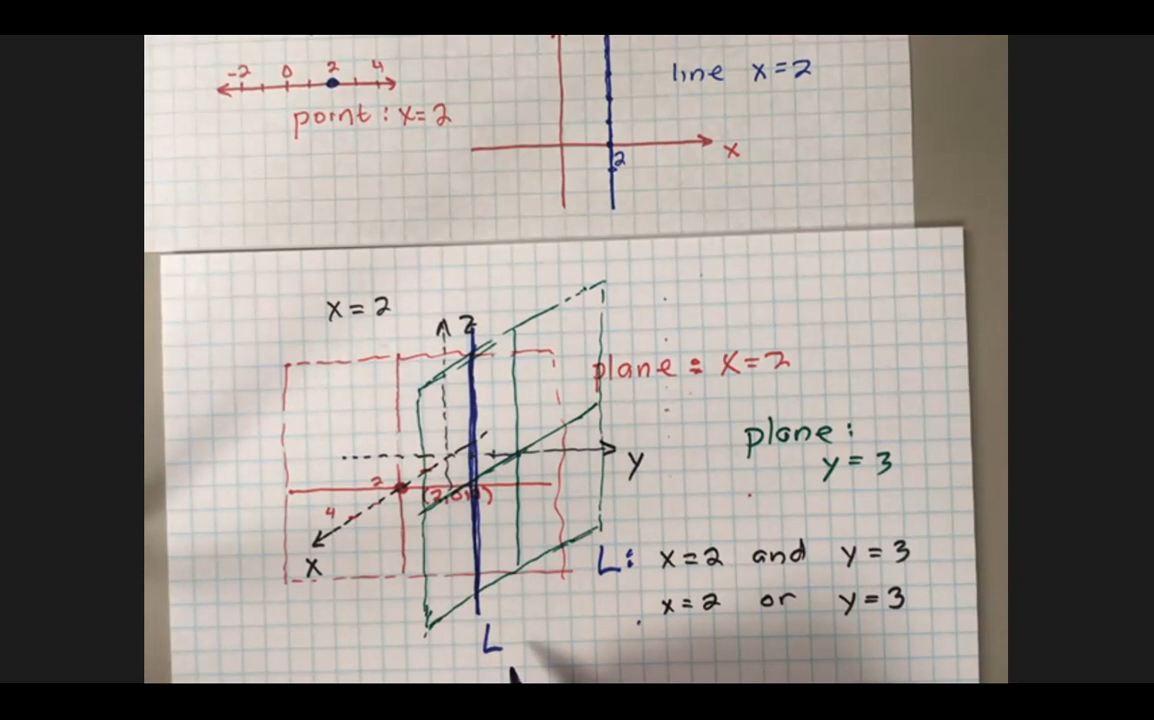 -2 0 2 4
point : x = 2
line x = 2
x
2
x = 2
z
plane : x = 2
plane :
y = 3
y
2
4
x
L: x = 2 and y = 3
x = 2 or y = 3
L